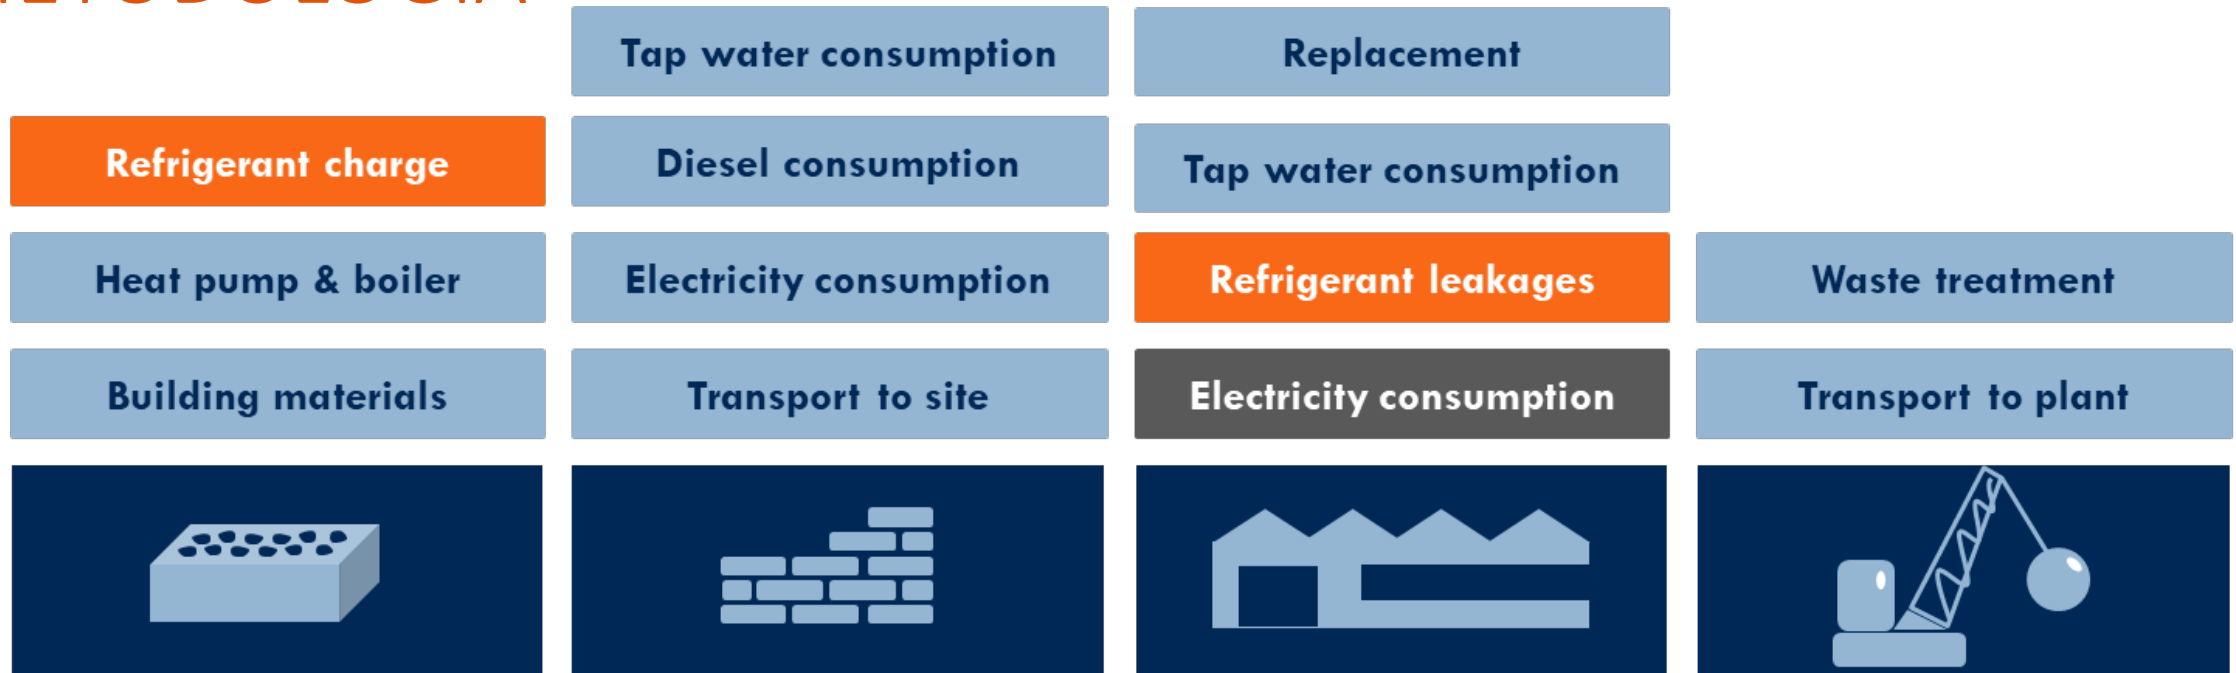 Refrigerant charge
Heat pump & boiler
Building materials
Tap water consumption
Diesel consumption
Electricity consumption
Transport to site
Replacement
Tap water consumption
Refrigerant leakages
Electricity consumption
Waste treatment
Transport to plant